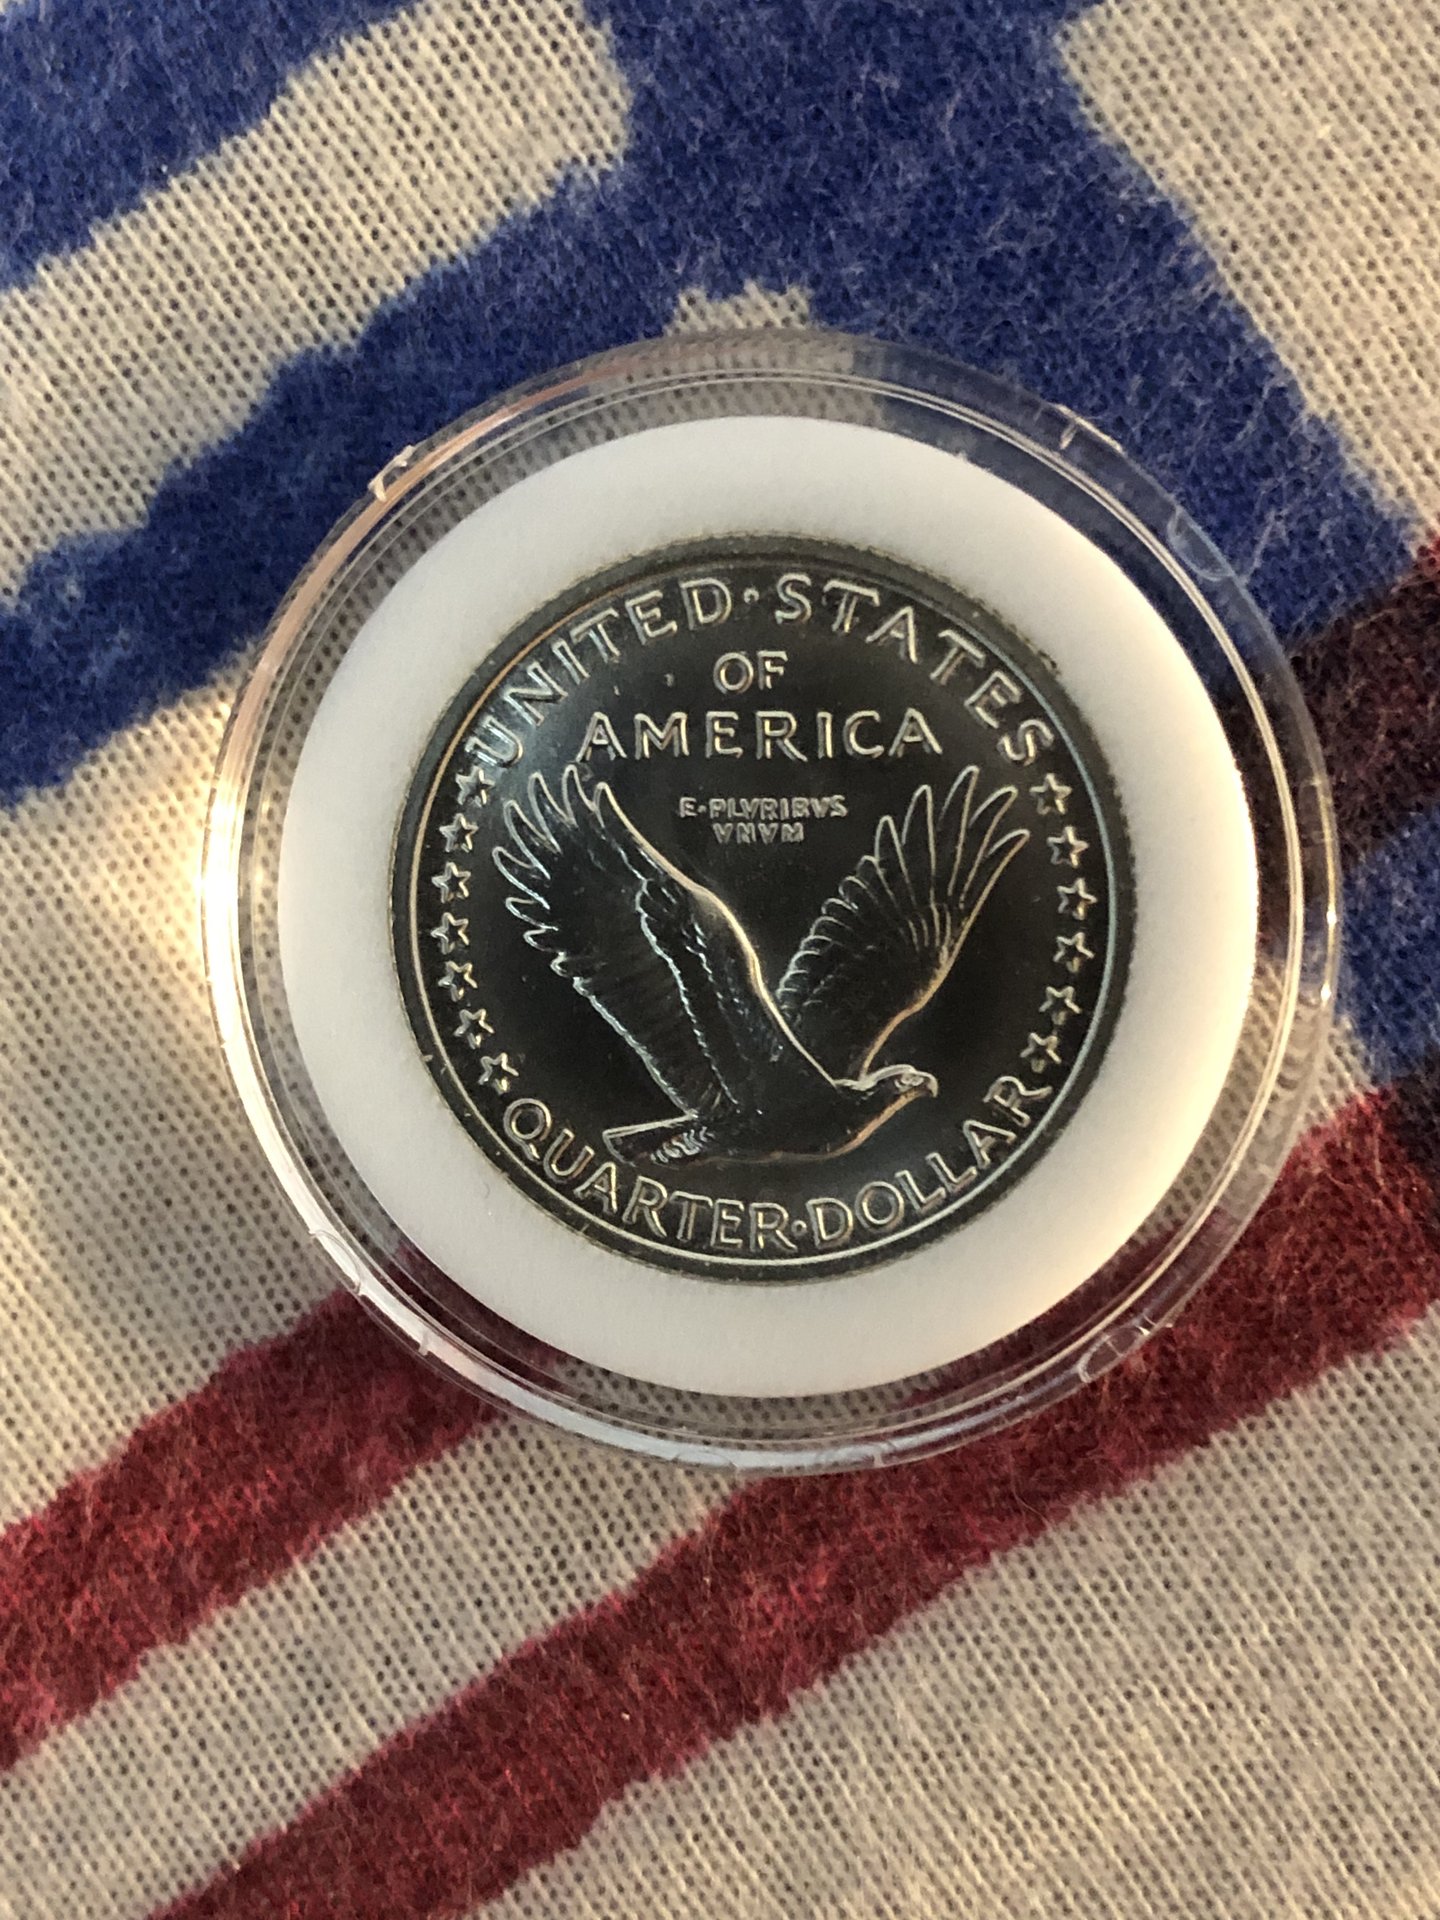 UNITED · STATES
OF
AMERICA
E · PLVRIBVS
VNVM
QUARTER · DOLLAR